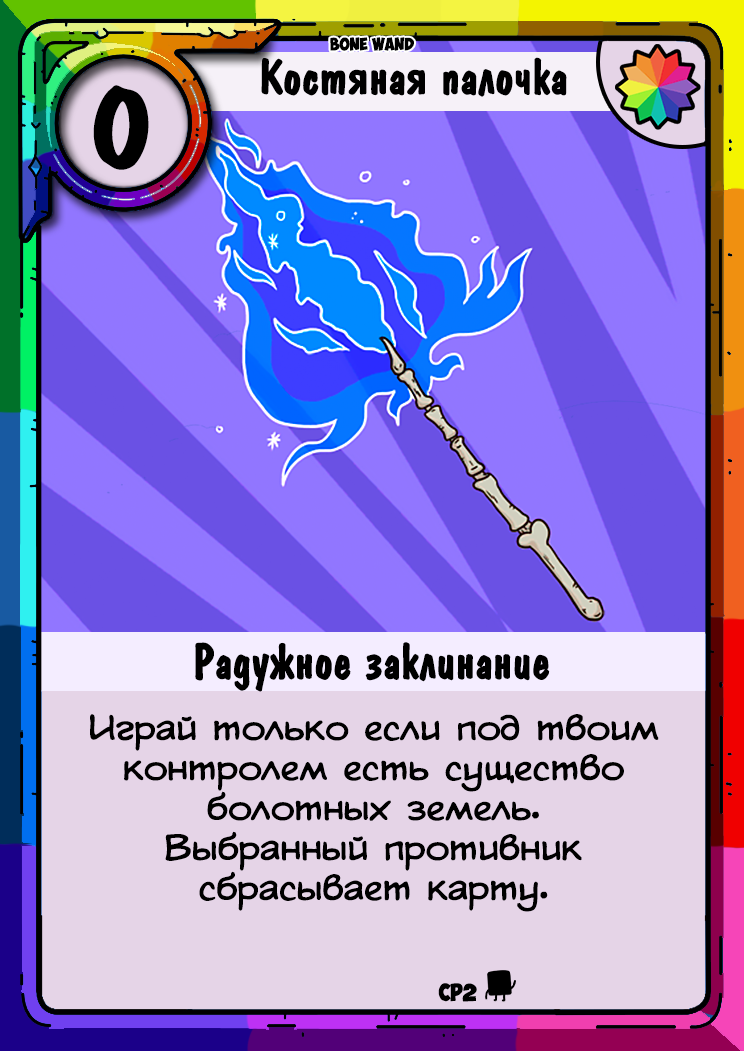 BONE WAND
0
Костяная палочка
Радужное заклинание
Играй только если под твоим
контролем есть существо
болотных земель.
Выбранный противник
сбрасывает карту.
CP2